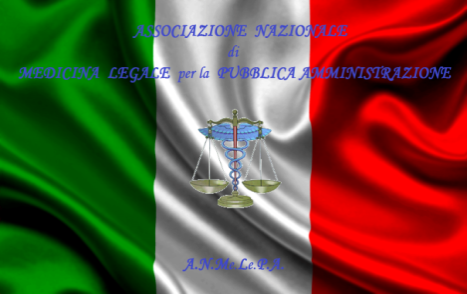 ASSOCIAZIONE NAZIONALE
di
MEDICINA LEGALE per la PUBBLICA AMMINISTRAZIONE
A.N.Me.Le.P.A.